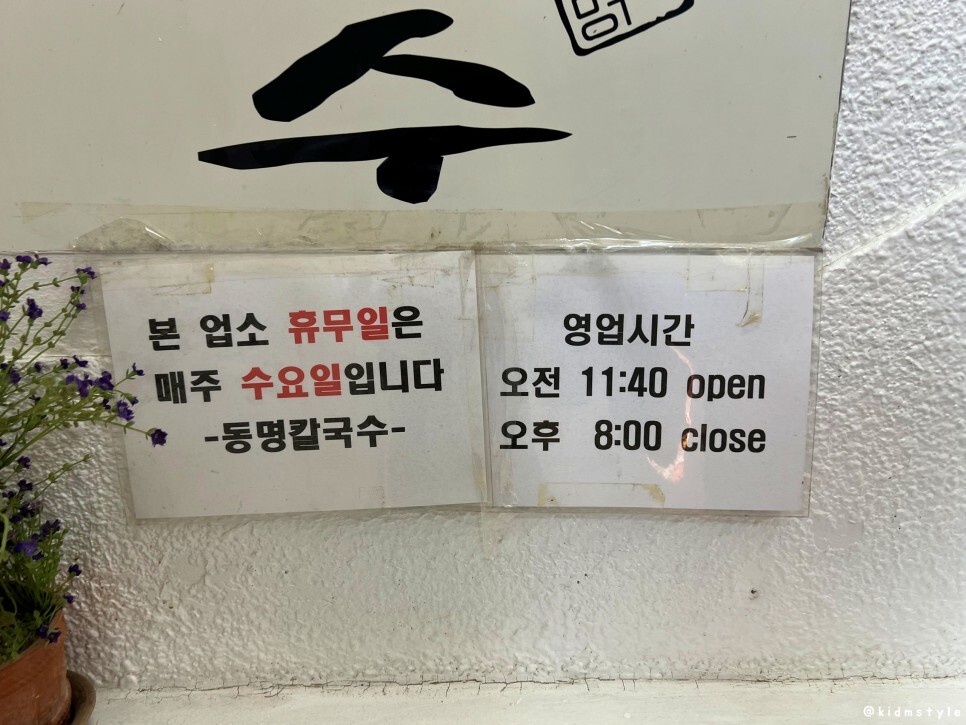 수
본 업소 휴무일은
매주 수요일입니다
-동명칼국수-
영업시간
오전 11:40 open
오후 8:00 close
@kidmstyle